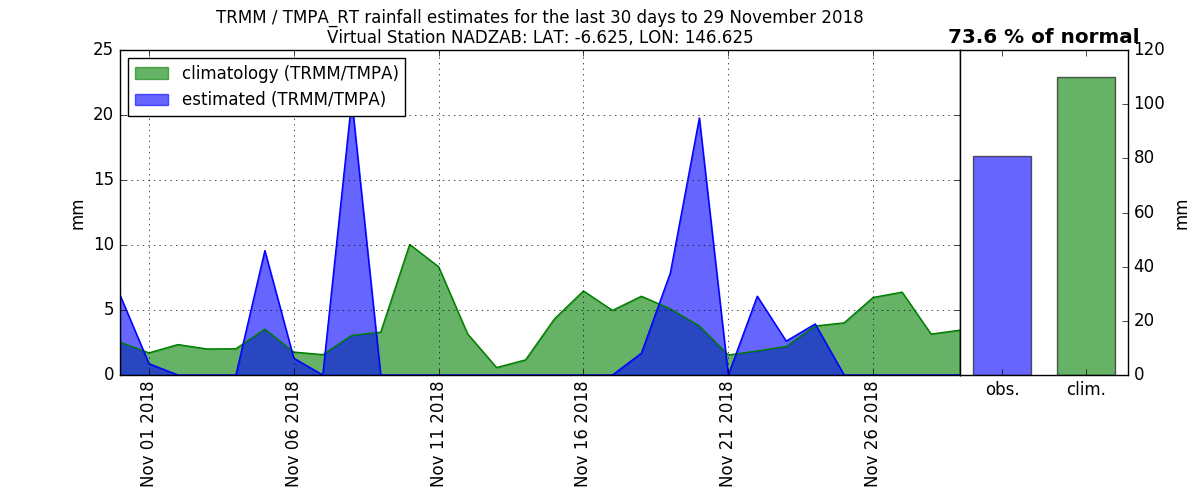 TRMM / TMPA_RT rainfall estimates for the last 30 days to 29 November 2018
Virtual Station NADZAB: LAT: -6.625, LON: 146.625
73.6 % of normal
climatology (TRMM/TMPA)
estimated (TRMM/TMPA)
25
20
15
10
5
0
mm
Nov 01 2018
Nov 06 2018
Nov 11 2018
Nov 16 2018
Nov 21 2018
Nov 26 2018
120
100
80
60
40
20
0
mm
obs.
clim.